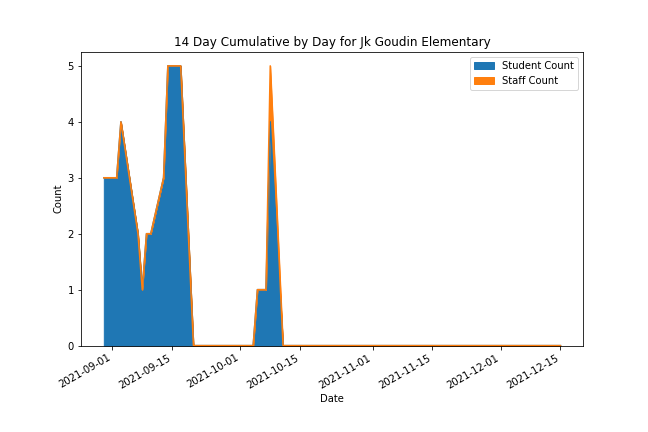 14 Day Cumulative by Day for Jk Goudin Elementary
Student Count
Staff Count
Count
5
4
3
2
1
0
2021-09-01
2021-09-15
2021-10-01
2021-10-15
2021-11-01
2021-11-15
2021-12-01
2021-12-15
Date